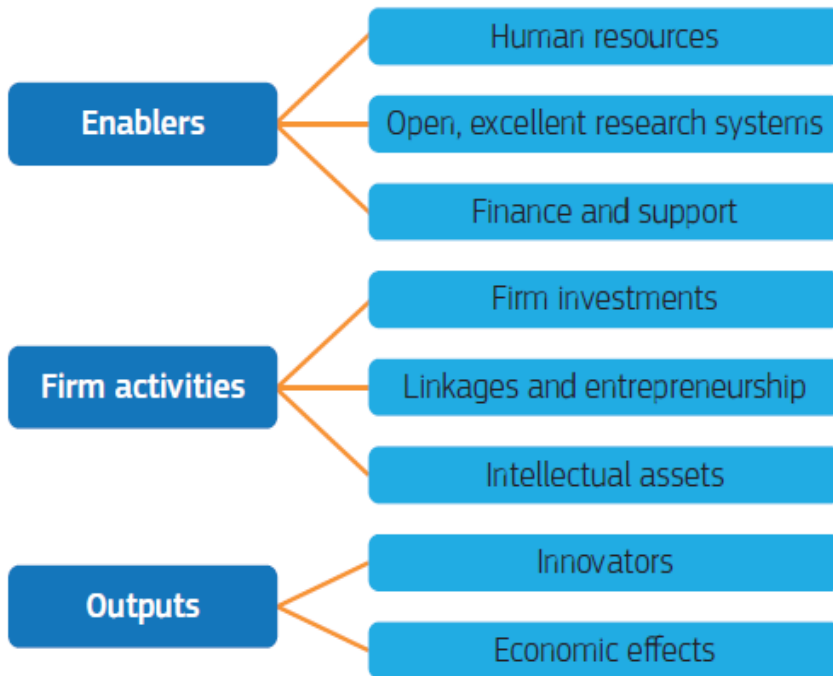 Enablers
Human resources
Open, excellent research systems
Finance and support
Firm activities
Firm investments
Linkages and entrepreneurship
Intellectual assets
Outputs
Innovators
Economic effects